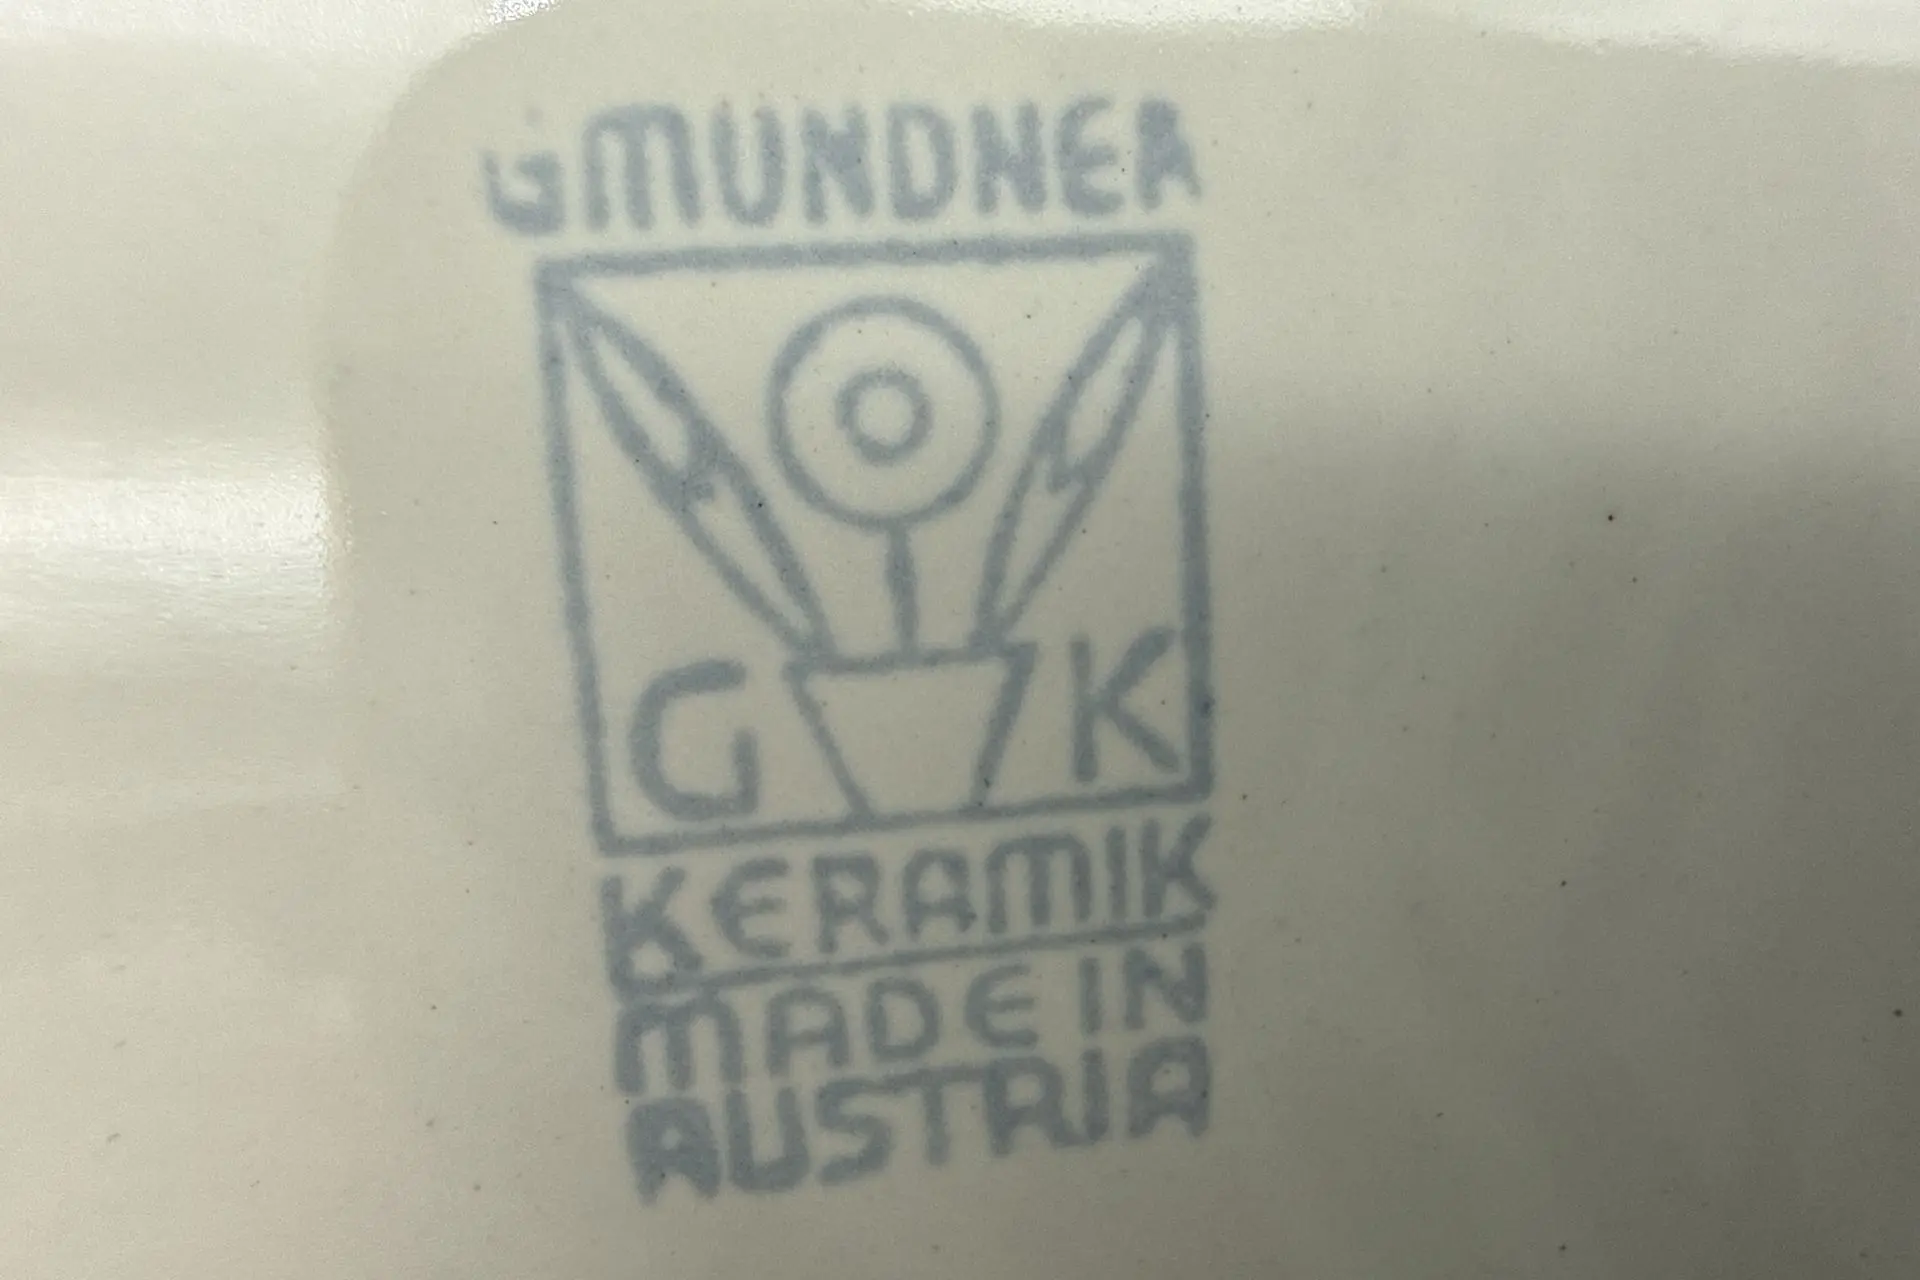 GMUNDNER
G K
KERAMIK
MADE IN
AUSTRIA